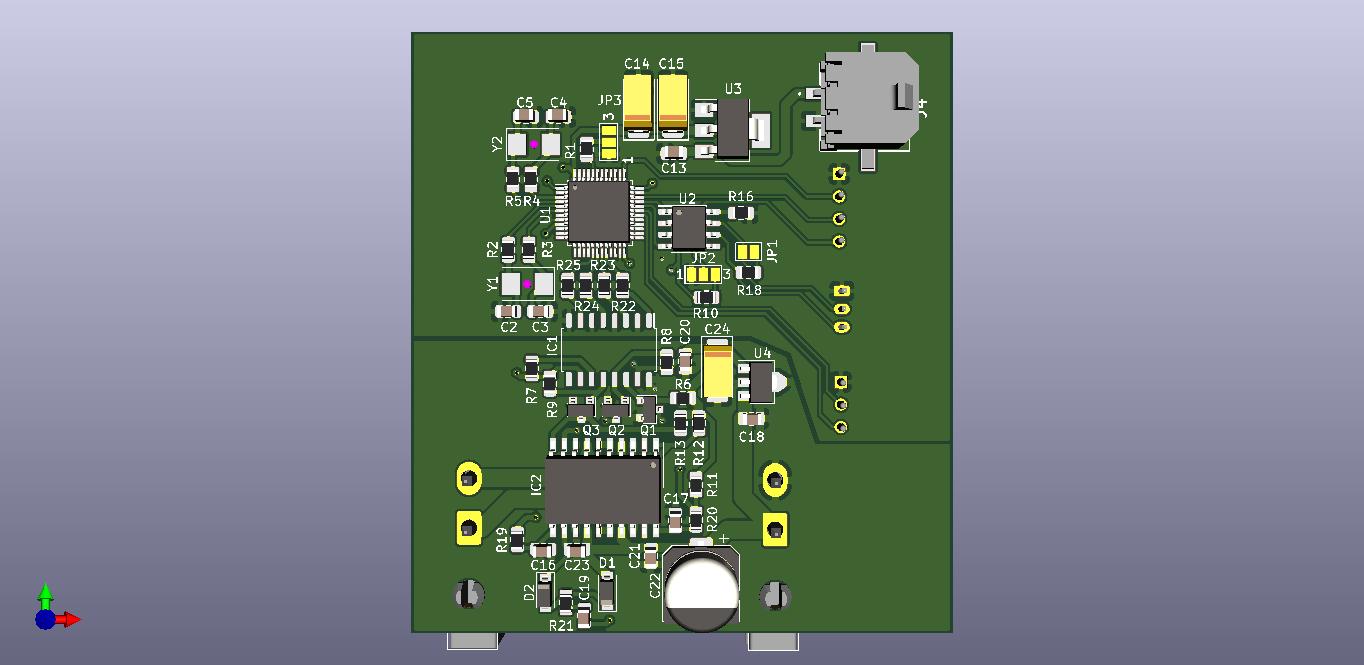 C14 C15
U3
JP3
C5 C4
3
J4
Y2
R1
1
C13
R5 R4
U2
R16
U1
R2
R3
JP1
JP2
R25 R23
1 3
Y1
R18
R24 R22
R10
C2 C3
C24
IC1
R8
C20
U4
R7
R9
R6
Q3 Q2 Q1
C18
R13
R12
IC2
R11
C17
R20
R19
+
C16 C23
D1
C21
C22
D2
C19
R21